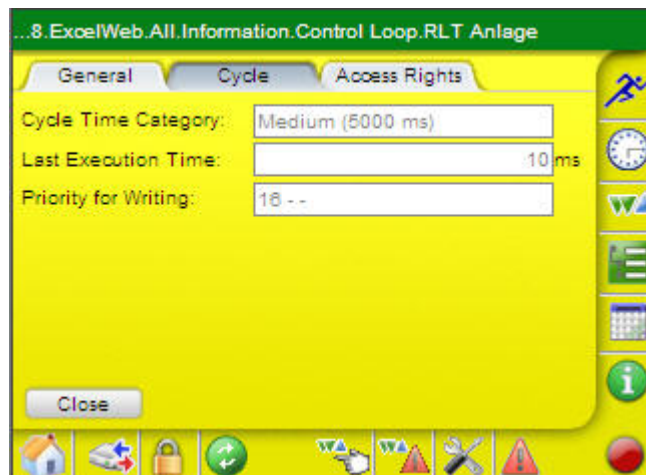 ...8.ExcelWeb.All.Information.Control Loop.RLT Anlage
General Cycle Access Rights
Cycle Time Category: Medium (5000 ms)
Last Execution Time: 10 ms
Priority for Writing: 16 - -
Close